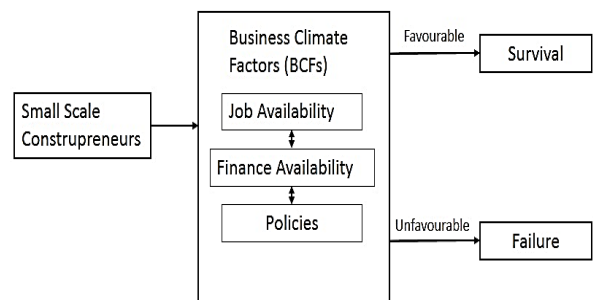 Small Scale
Construpreneurs
Business Climate
Factors (BCFs)
Job Availability
Finance Availability
Policies
Favourable
Survival
Unfavourable
Failure